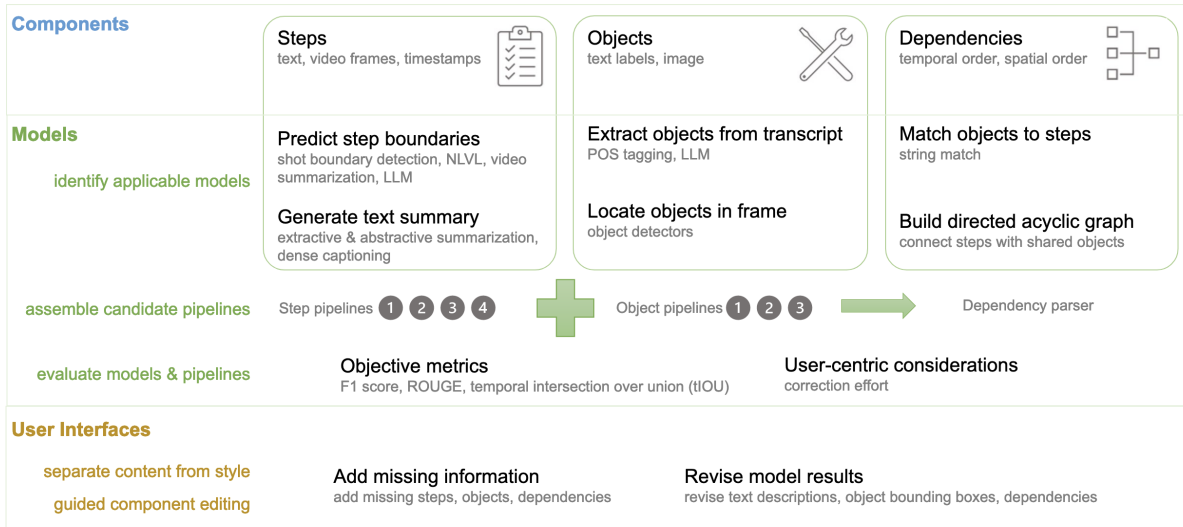 Components
Steps
text, video frames, timestamps
Objects
text labels, image
Dependencies
temporal order, spatial order
Models
identify applicable models
Predict step boundaries
shot boundary detection, NLVL, video
summarization, LLM
Generate text summary
extractive & abstractive summarization,
dense captioning
Extract objects from transcript
POS tagging, LLM
Locate objects in frame
object detectors
Match objects to steps
string match
Build directed acyclic graph
connect steps with shared objects
assemble candidate pipelines
Step pipelines 1 2 3 4
Object pipelines 1 2 3
Dependency parser
evaluate models & pipelines
Objective metrics
F1 score, ROUGE, temporal intersection over union (tIOU)
User-centric considerations
correction effort
User Interfaces
separate content from style
guided component editing
Add missing information
add missing steps, objects, dependencies
Revise model results
revise text descriptions, object bounding boxes, dependencies